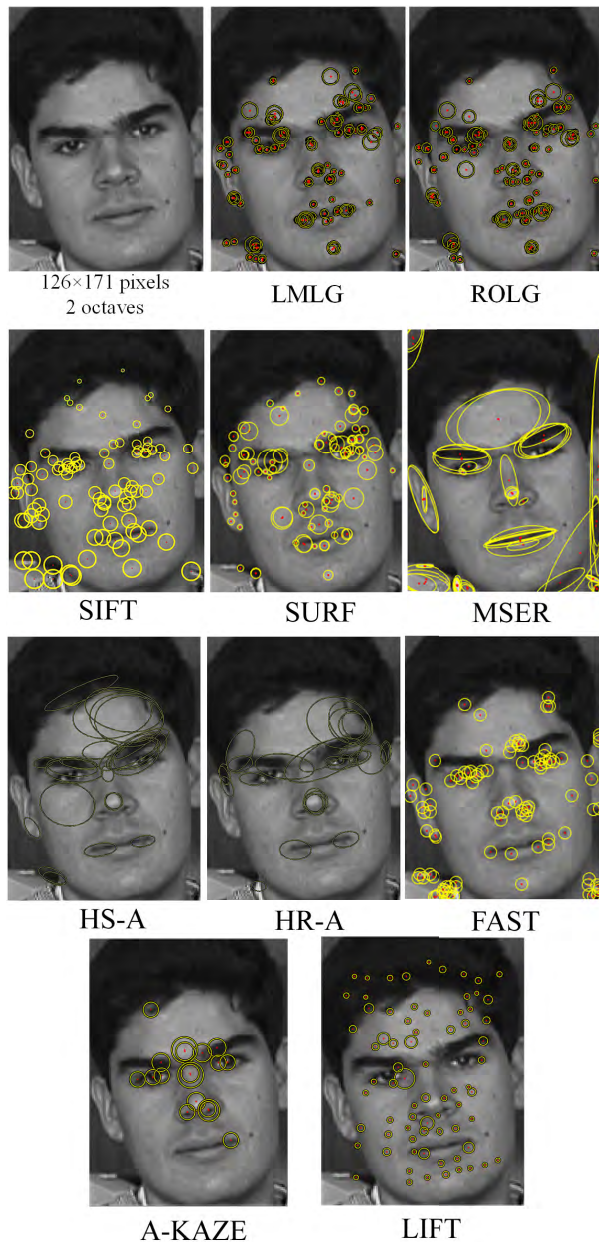 126×171 pixels
2 octaves
LMLG
ROLG
SIFT
SURF
MSER
HS-A
HR-A
FAST
A-KAZE
LIFT